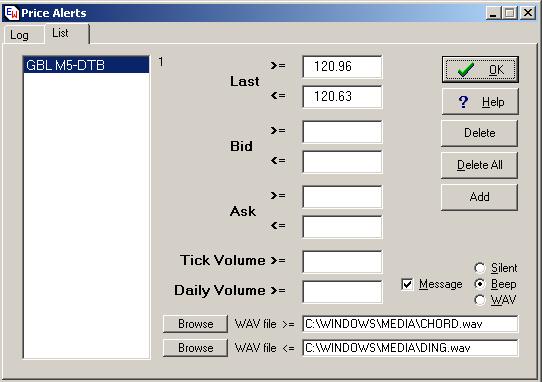 EW Price Alerts
Log List
GBL M5-DTB
1
Last
>= 120.96
<= 120.63
Bid
>=
<=
Ask
>=
<=
Tick Volume >=
Daily Volume >=
OK
? Help
Delete
Delete All
Add
Message
Silent
Beep
WAV
Browse WAV file >= C:\WINDOWS\MEDIA\CHORD.wav
Browse WAV file <= C:\WINDOWS\MEDIA\DING.wav